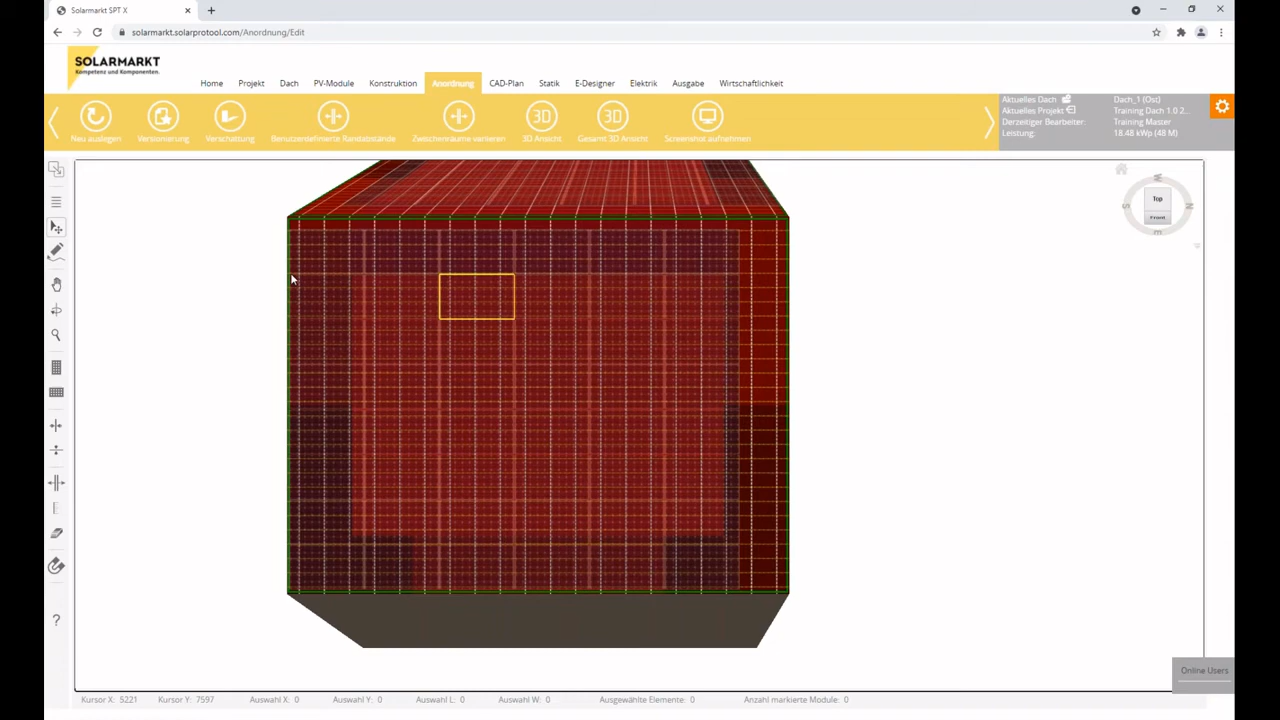 Solarmarkt SPT X
solarmarkt.solarprotool.com/Anordnung/Edit
SOLARMARKT
Kompetenz und Komponenten.
Home Projekt Dach PV-Module Konstruktion Anordnung CAD-Plan Statik E-Designer Elektrik Ausgabe Wirtschaftlichkeit
Neu auslegen Versionierung Verschattung Benutzerdefinierte Randabstände Zwischenräume variieren 3D Ansicht Gesamt 3D Ansicht Screenshot aufnehmen
3D 3D
Aktuelles Dach Dach_1 (Ost)
Aktuelles Projekt Training Dach 1.0 2...
Derzeitiger Bearbeiter: Training Master
Leistung: 18.48 kWp (48 M)
W
S Top N
Front
E
?
Online Users
Kursor X: 5221 Kursor Y: 7597 Auswahl X: 0 Auswahl Y: 0 Auswahl L: 0 Auswahl W: 0 Ausgewählte Elemente: 0 Anzahl markierte Module: 0